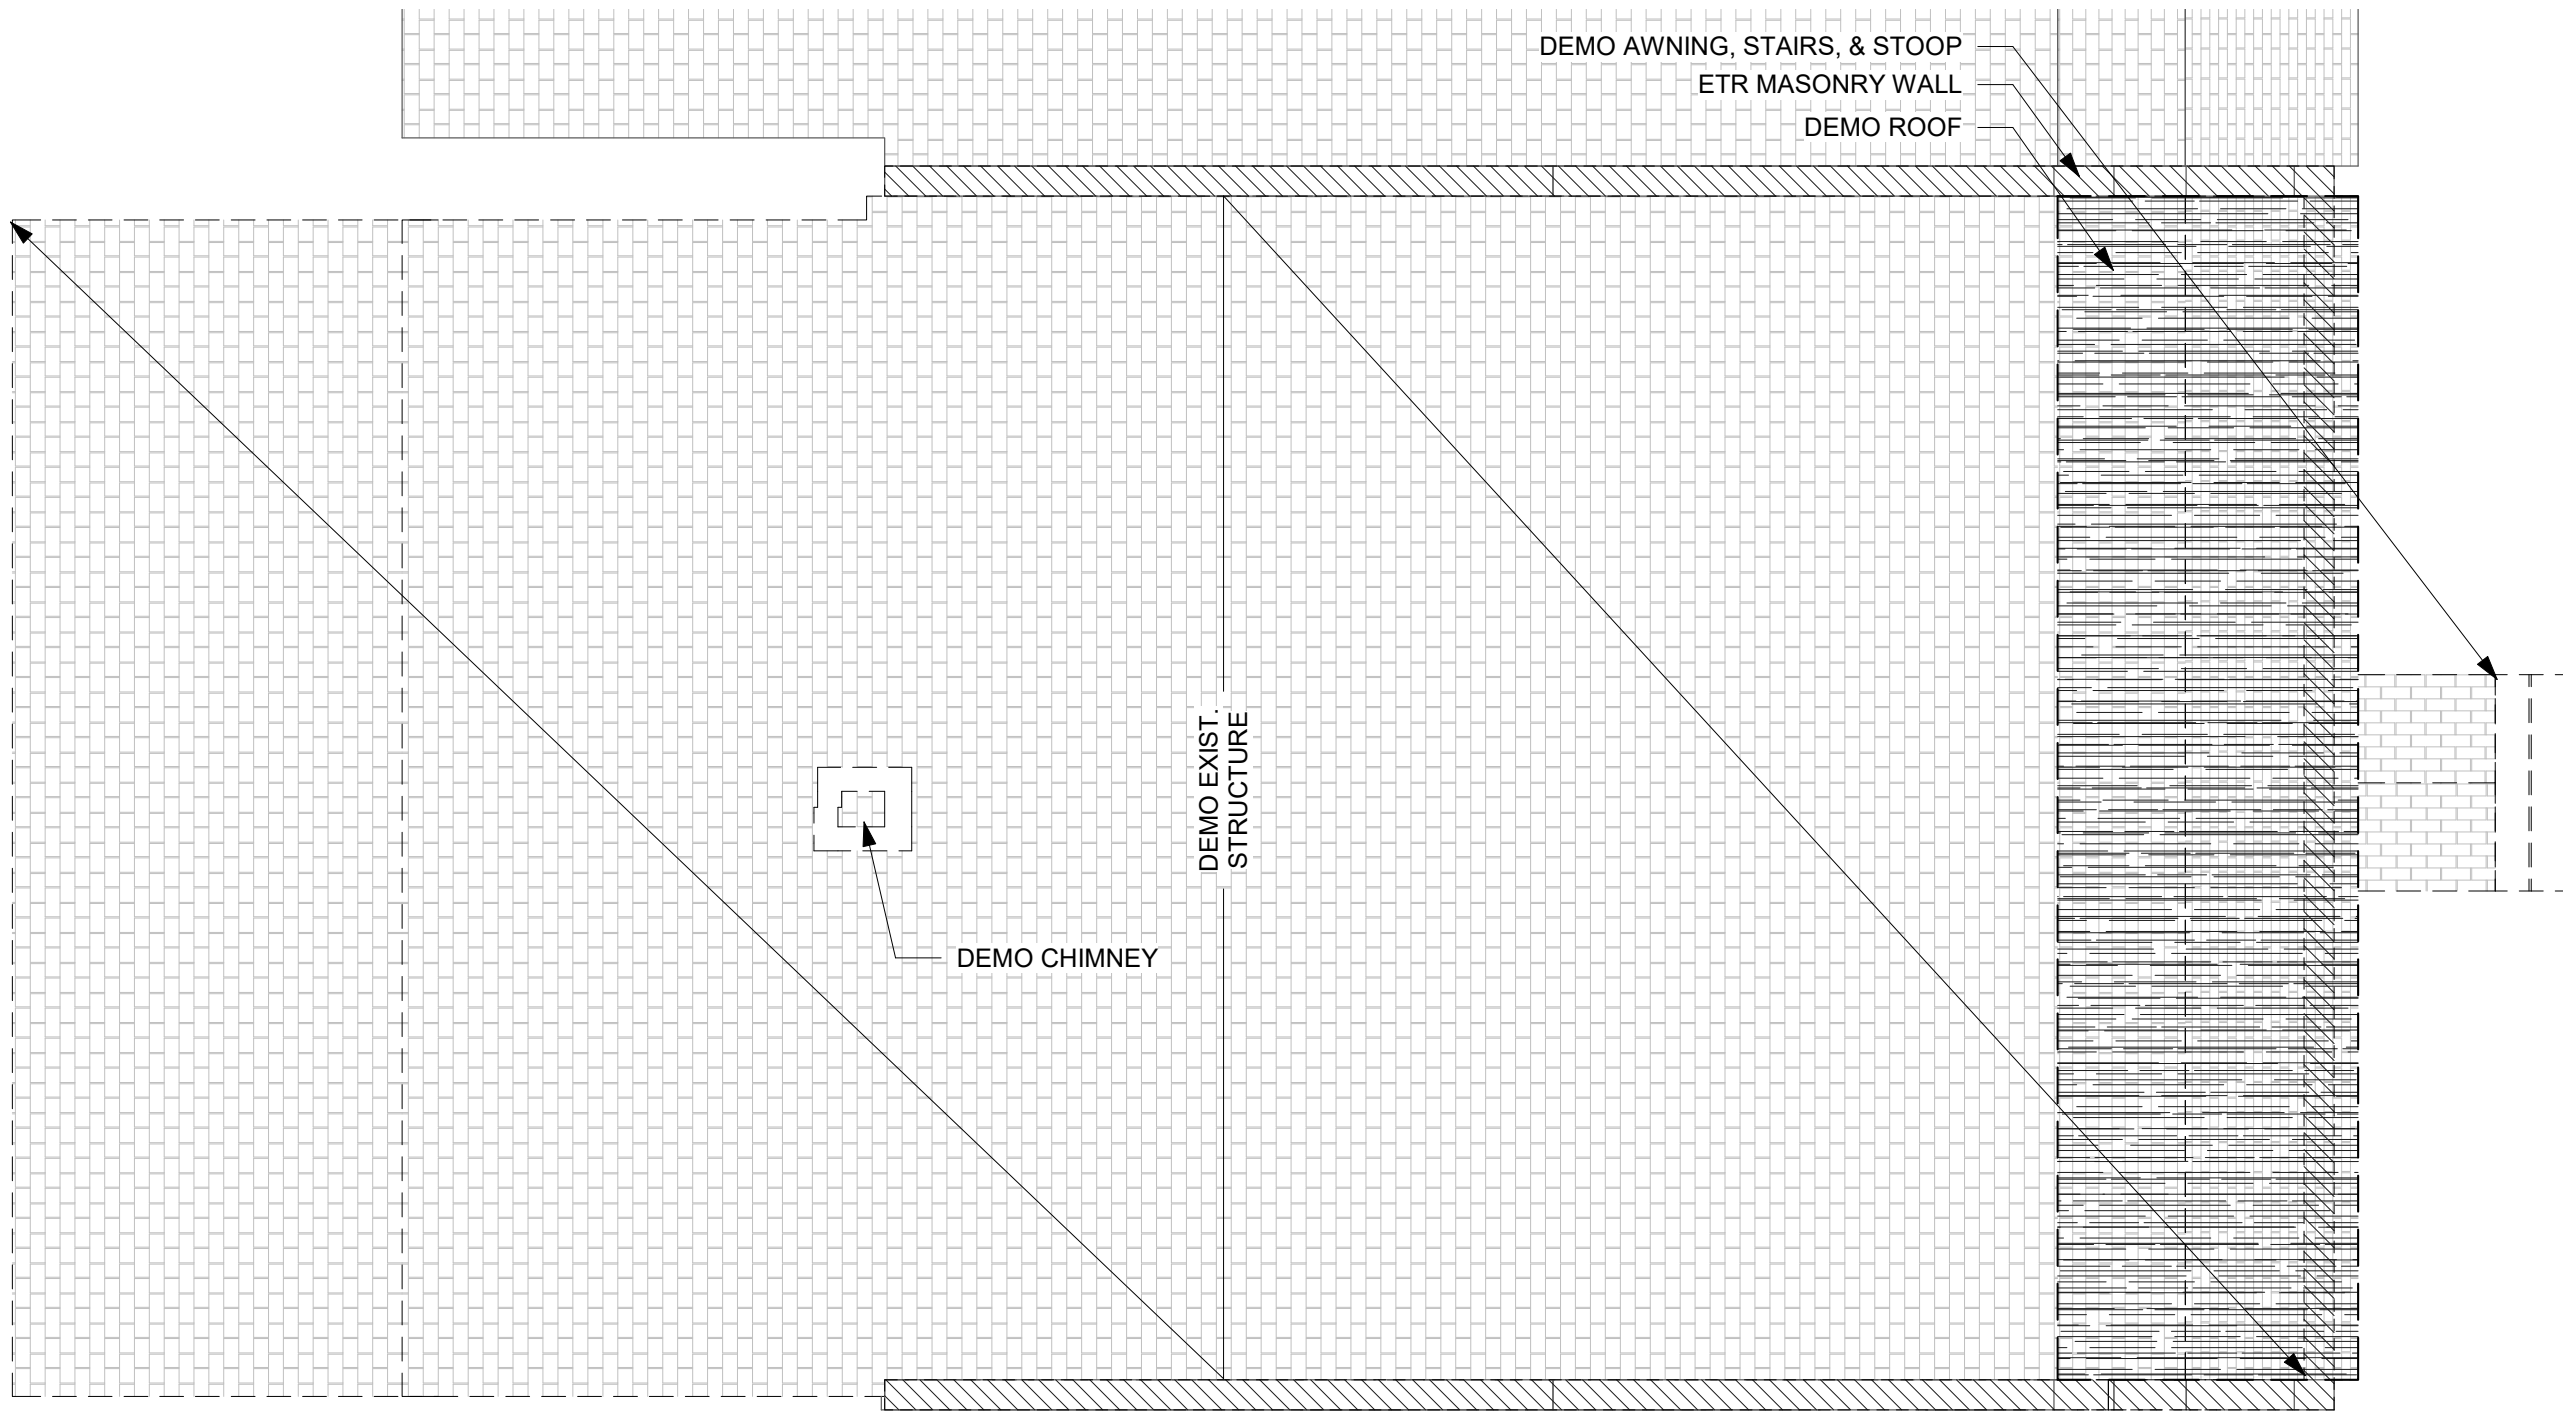 DEMO AWNING, STAIRS, & STOOP
ETR MASONRY WALL
DEMO ROOF
DEMO EXIST.
STRUCTURE
DEMO CHIMNEY